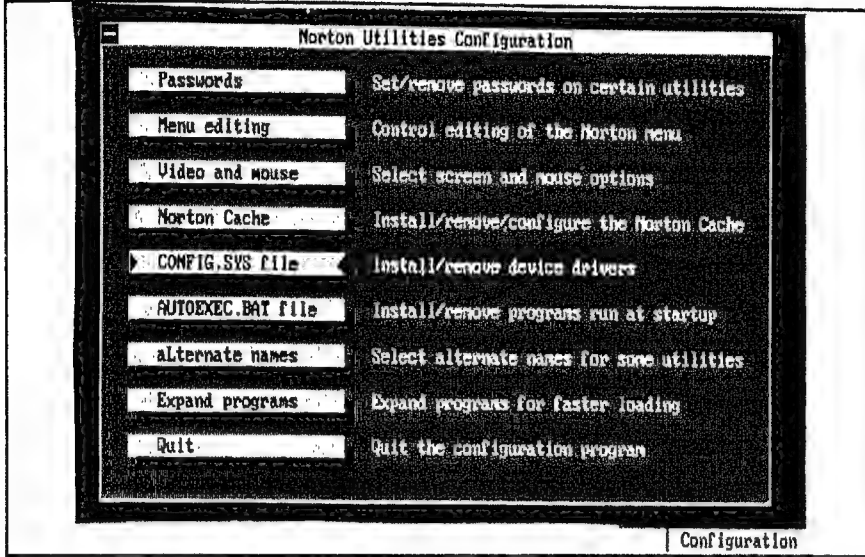 Norton Utilities Configuration
Passwords Set/remove passwords on certain utilities
Menu editing Control editing of the Norton menu
Video and mouse Select screen and mouse options
Norton Cache Install/remove/configure the Norton Cache
CONFIG.SYS file Install/remove device drivers
AUTOEXEC.BAT file Install/remove programs run at startup
aLternate names Select alternate names for some utilities
Expand programs Expand programs for faster loading
Quit Quit the configuration program
Configuration